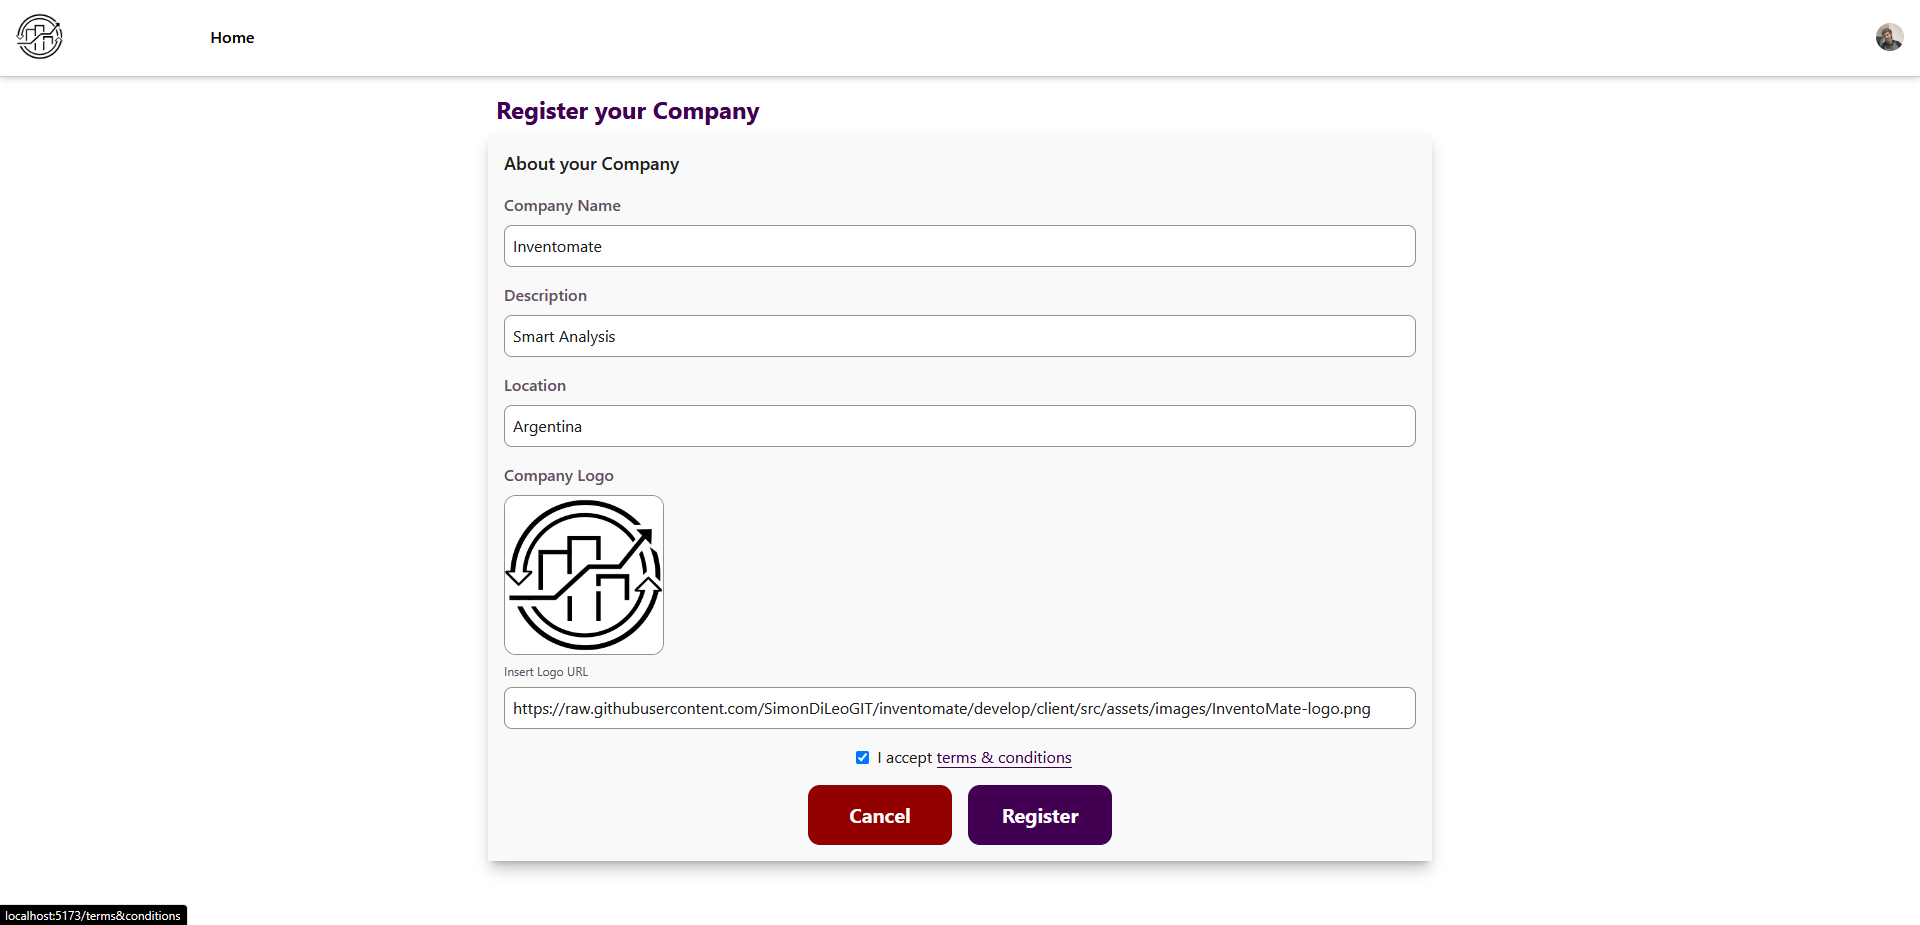 Home
Register your Company
About your Company
Company Name
Inventomate
Description
Smart Analysis
Location
Argentina
Company Logo
Insert Logo URL
https://raw.githubusercontent.com/SimonDiLeoGIT/inventomate/develop/client/src/assets/images/InventoMate-logo.png
I accept terms & conditions
Cancel Register
localhost:5173/terms&conditions